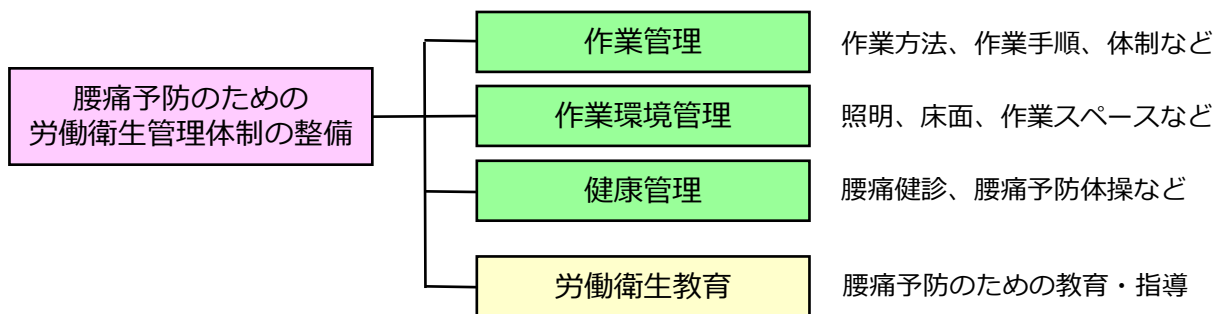 腰痛予防のための
労働衛生管理体制の整備
作業管理
作業方法、作業手順、体制など
作業環境管理
照明、床面、作業スペースなど
健康管理
腰痛健診、腰痛予防体操など
労働衛生教育
腰痛予防のための教育・指導